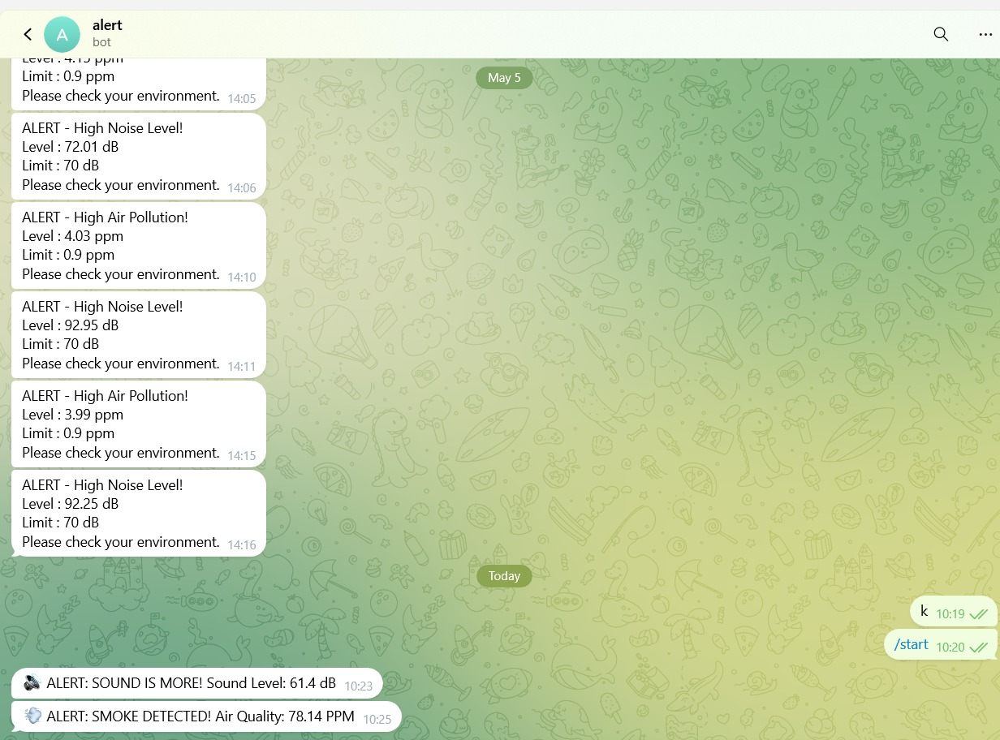 alert
bot
A
May 5
Level : 4.15 ppm
Limit : 0.9 ppm
Please check your environment. 14:05
ALERT - High Noise Level!
Level : 72.01 dB
Limit : 70 dB
Please check your environment. 14:06
ALERT - High Air Pollution!
Level : 4.03 ppm
Limit : 0.9 ppm
Please check your environment. 14:10
ALERT - High Noise Level!
Level : 92.95 dB
Limit : 70 dB
Please check your environment. 14:11
ALERT - High Air Pollution!
Level : 3.99 ppm
Limit : 0.9 ppm
Please check your environment. 14:15
ALERT - High Noise Level!
Level : 92.25 dB
Limit : 70 dB
Please check your environment. 14:16
Today
k 10:19
/start 10:20
ALERT: SOUND IS MORE! Sound Level: 61.4 dB 10:23
ALERT: SMOKE DETECTED! Air Quality: 78.14 PPM 10:25